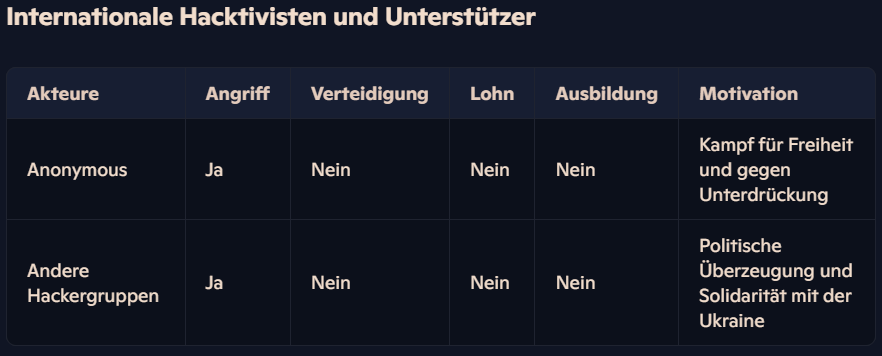 Internationale Hacktivisten und Unterstützer
Akteure Angriff Verteidigung Lohn Ausbildung Motivation
Anonymous Ja Nein Nein Nein Kampf für Freiheit
und gegen
Unterdrückung
Andere
Hackergruppen Ja Nein Nein Nein Politische
Überzeugung und
Solidarität mit der
Ukraine